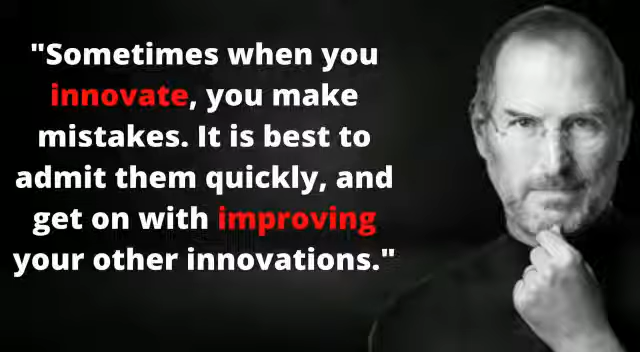 "Sometimes when you
innovate, you make
mistakes. It is best to
admit them quickly, and
get on with improving
your other innovations."